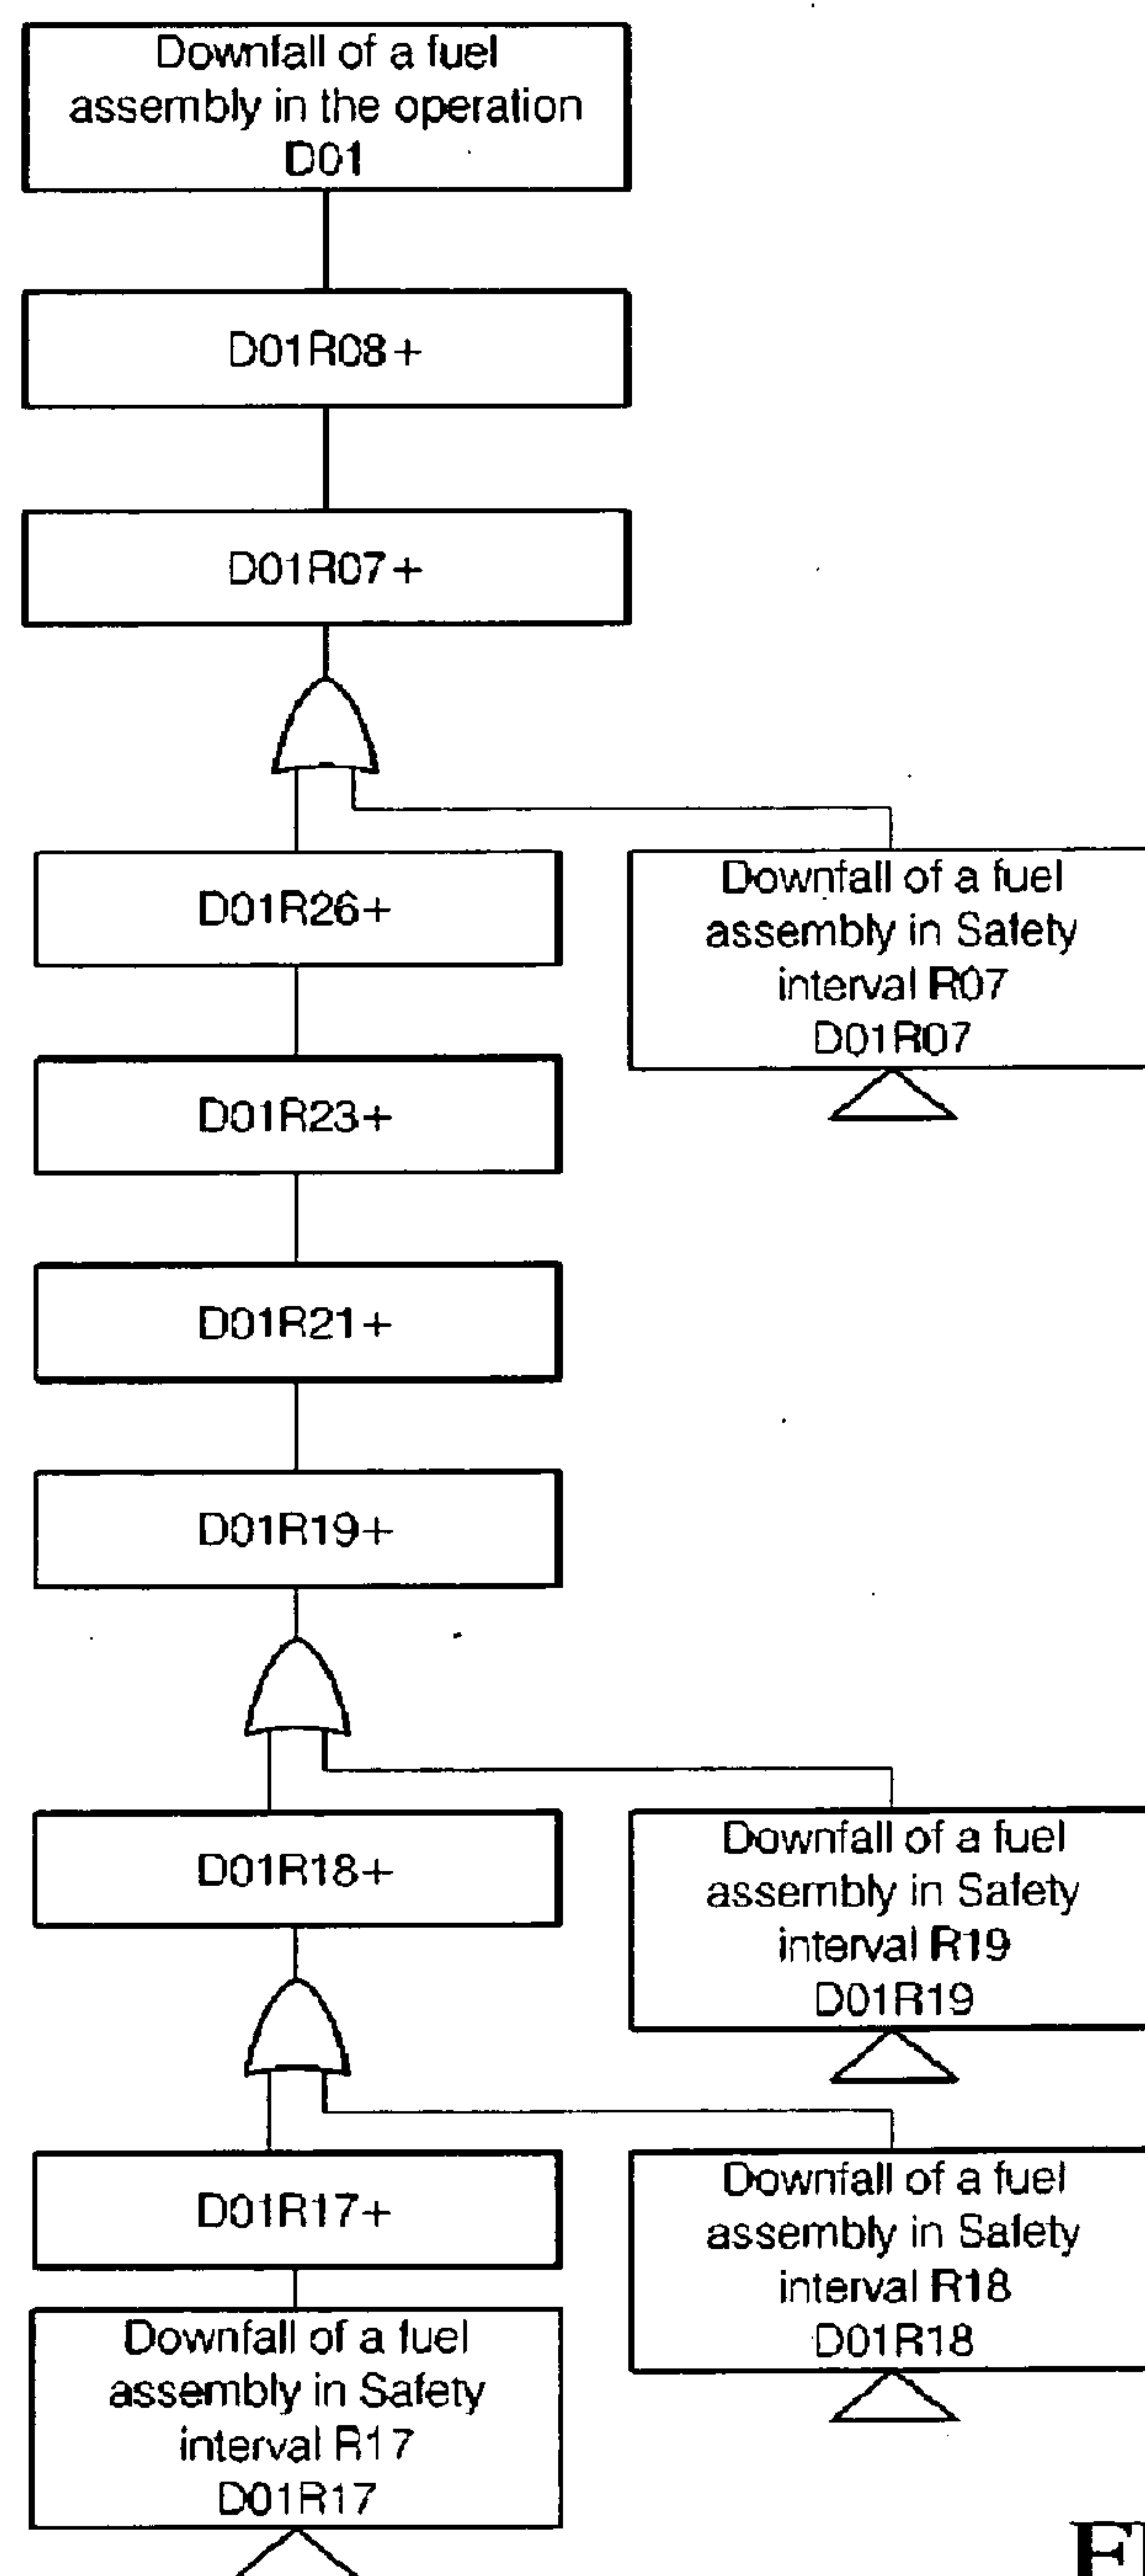 Downfall of a fuel
assembly in the operation
D01
D01R08+
D01R07+
D01R26+
Downfall of a fuel
assembly in Safety
interval R07
D01R07
D01R23+
D01R21+
D01R19+
D01R18+
Downfall of a fuel
assembly in Safety
interval R19
D01R19
D01R17+
Downfall of a fuel
assembly in Safety
interval R18
D01R18
Downfall of a fuel
assembly in Safety
interval R17
D01R17